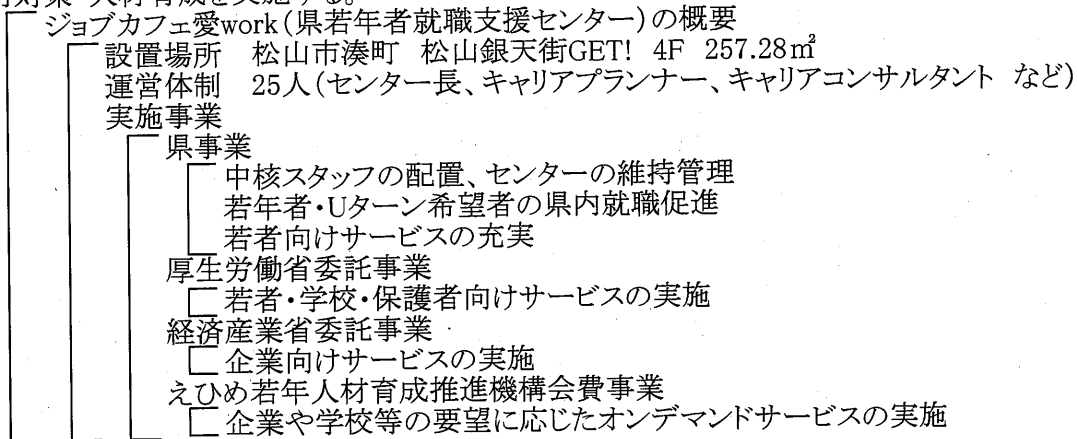 人材育成を実施する。
ジョブカフェ愛work(県若年者就職支援センター)の概要
設置場所 松山市湊町 松山銀天街GET! 4F 257.28㎡
運営体制 25人(センター長、キャリアプランナー、キャリアコンサルタント など)
実施事業
県事業
中核スタッフの配置、センターの維持管理
若年者・Uターン希望者の県内就職促進
若者向けサービスの充実
厚生労働省委託事業
若者・学校・保護者向けサービスの実施
経済産業省委託事業
企業向けサービスの実施
えひめ若年人材育成推進機構会費事業
企業や学校等の要望に応じたオンデマンドサービスの実施